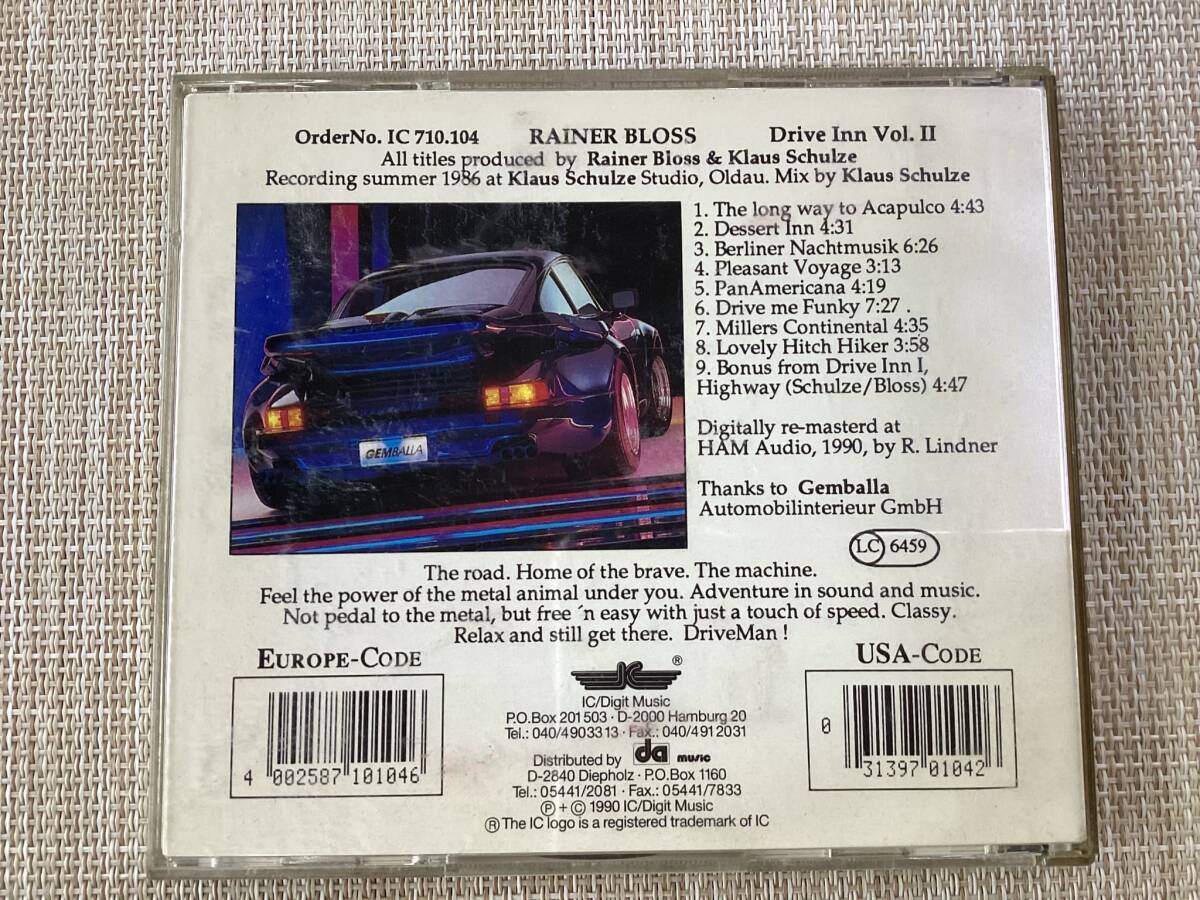 OrderNo. IC 710.104 RAINER BLOSS Drive Inn Vol. II
All titles produced by Rainer Bloss & Klaus Schulze
Recording summer 1986 at Klaus Schulze Studio, Oldau. Mix by Klaus Schulze
1. The long way to Acapulco 4:43
2. Dessert Inn 4:31
3. Berliner Nachtmusik 6:26
4. Pleasant Voyage 3:13
5. PanAmericana 4:19
6. Drive me Funky 7:27 .
7. Millers Continental 4:35
8. Lovely Hitch Hiker 3:58
9. Bonus from Drive Inn I,
Highway (Schulze/Bloss) 4:47
Digitally re-masterd at
HAM Audio, 1990, by R. Lindner
Thanks to Gemballa
Automobilinterieur GmbH
LC 6459
GEMBALLA
The road. Home of the brave. The machine.
Feel the power of the metal animal under you. Adventure in sound and music.
Not pedal to the metal, but free ´n easy with just a touch of speed. Classy.
Relax and still get there. DriveMan !
EUROPE-CODE
4 002587 101046
IC ®
IC/Digit Music
P.O.Box 201503 · D-2000 Hamburg 20
Tel.: 040/4903313 · Fax.: 040/4912031
Distributed by da music
D-2840 Diepholz · P.O.Box 1160
Tel.: 05441/2081 · Fax.: 05441/7833
Ⓟ + © 1990 IC/Digit Music
® The IC logo is a registered trademark of IC
USA-CODE
0 31397 01042